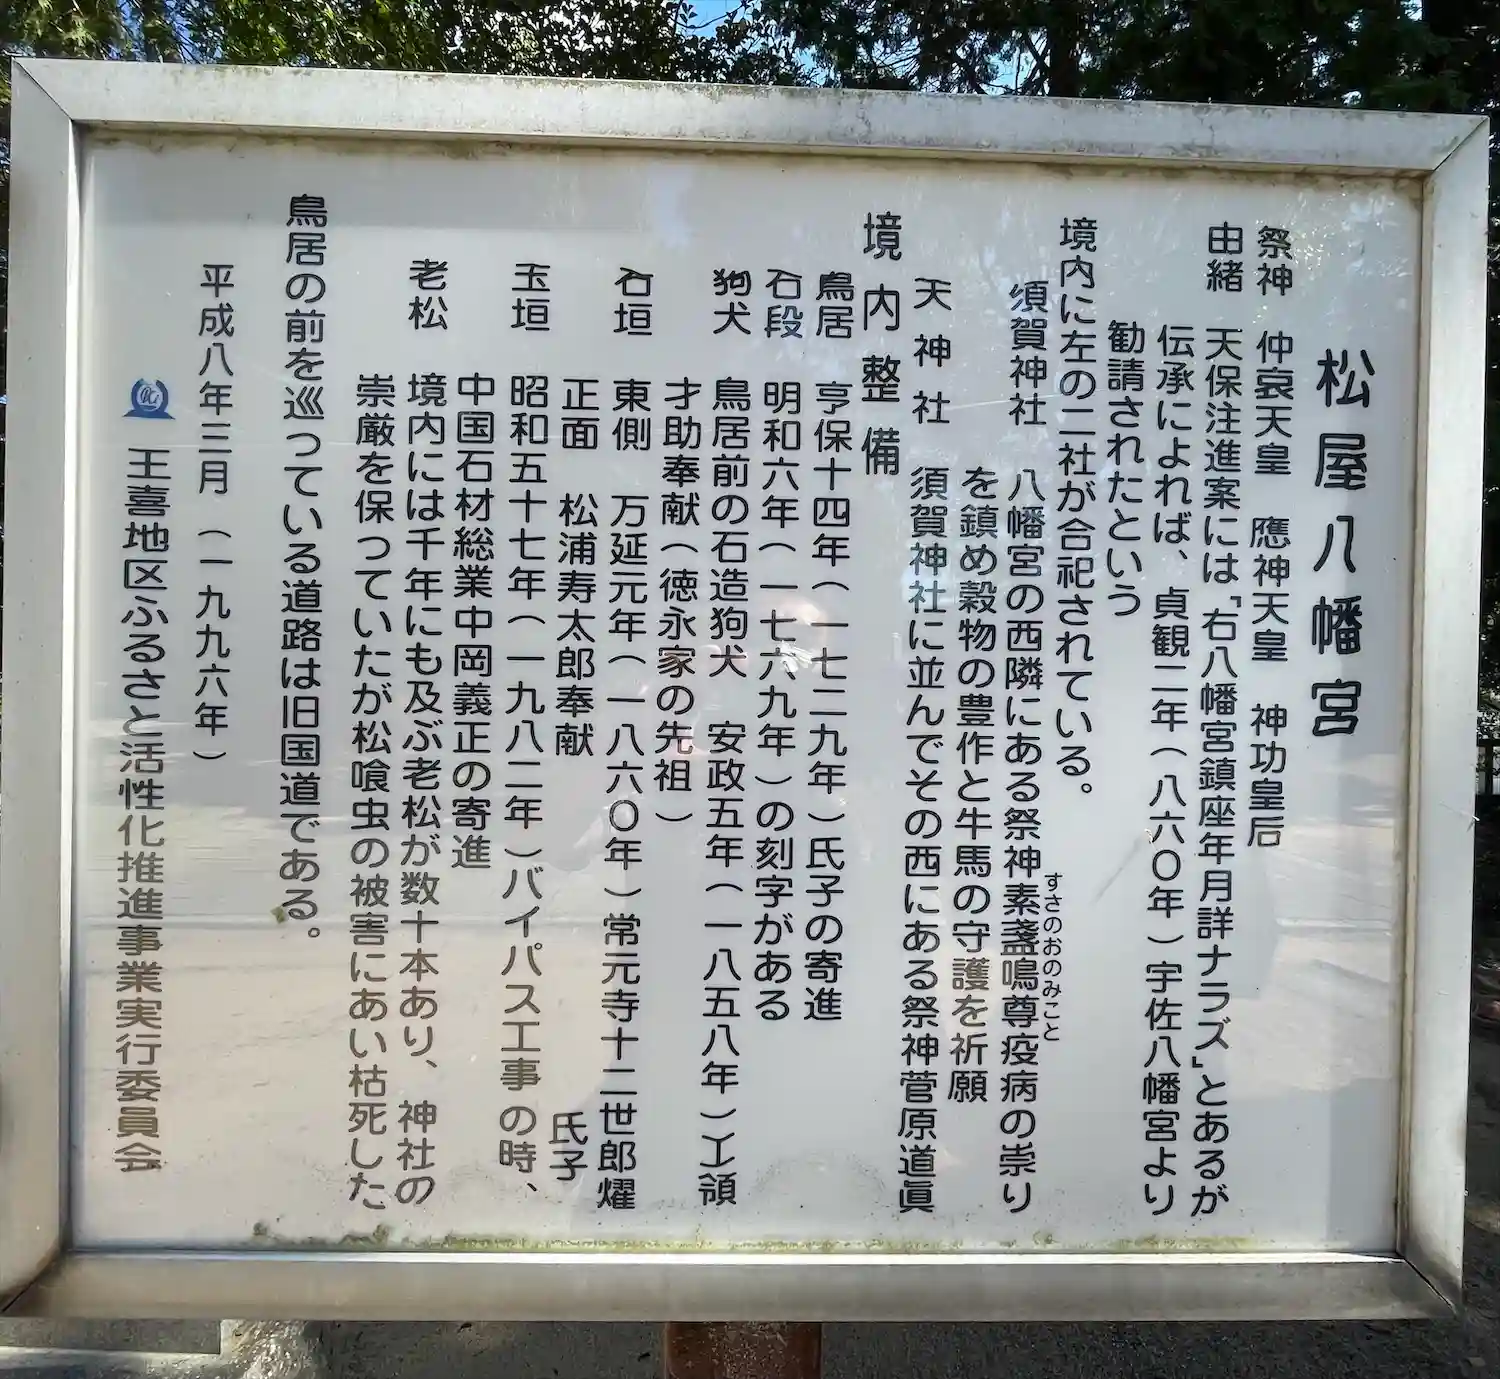 松屋八幡宮
祭神　仲哀天皇　應神天皇　神功皇后
由緒　天保注進案には「右八幡宮鎮座年月詳ナラズ」とあるが
伝承によれば、貞観二年（八六〇年）宇佐八幡宮より
勧請されたという
境内に左の二社が合祀されている。
須賀神社　八幡宮の西隣にある祭神素盞鳴尊疫病の祟り
すさのおのみこと
を鎮め穀物の豊作と牛馬の守護を祈願
天神社　須賀神社に並んでその西にある祭神菅原道眞
境内整備
鳥居　亨保十四年（一七二九年）氏子の寄進
石段　明和六年（一七六九年）の刻字がある
狗犬　鳥居前の石造狗犬　安政五年（一八五八年）工領
才助奉献（徳永家の先祖）
石垣　東側　万延元年（一八六〇年）常元寺十二世郎耀
正面　松浦寿太郎奉献　氏子
玉垣　昭和五十七年（一九八二年）バイパス工事の時、
中国石材総業中岡義正の寄進
老松　境内には千年にも及ぶ老松が数十本あり、神社の
崇厳を保っていたが松喰虫の被害にあい枯死した
鳥居の前を巡っている道路は旧国道である。
平成八年三月（一九九六年）
王喜地区ふるさと活性化推進事業実行委員会